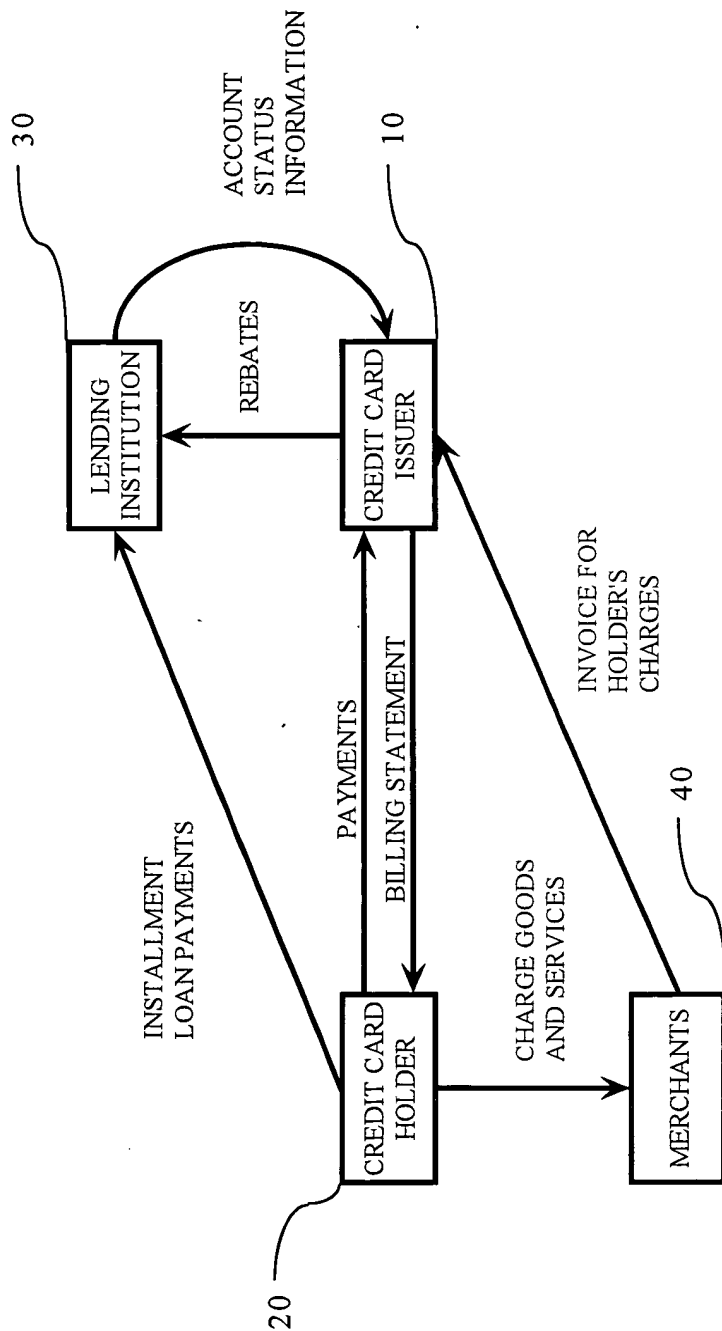 30
LENDING
INSTITUTION
ACCOUNT
STATUS
INFORMATION
REBATES
INSTALLMENT
LOAN PAYMENTS
20
CREDIT CARD
HOLDER
PAYMENTS
BILLING STATEMENT
CREDIT CARD
ISSUER
10
CHARGE GOODS
AND SERVICES
INVOICE FOR
HOLDER'S
CHARGES
MERCHANTS
40